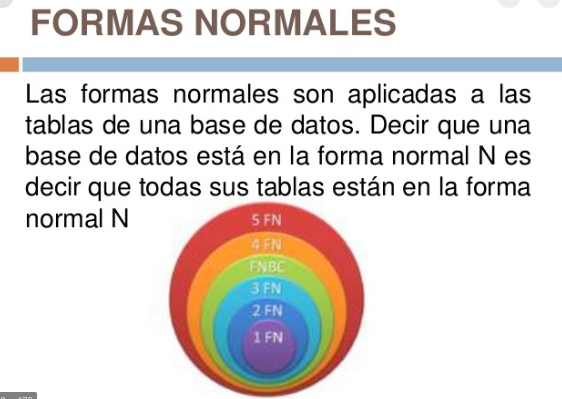 FORMAS NORMALES
Las formas normales son aplicadas a las
tablas de una base de datos. Decir que una
base de datos está en la forma normal N es
decir que todas sus tablas están en la forma
normal N
5 FN
4 FN
FNBC
3 FN
2 FN
1 FN